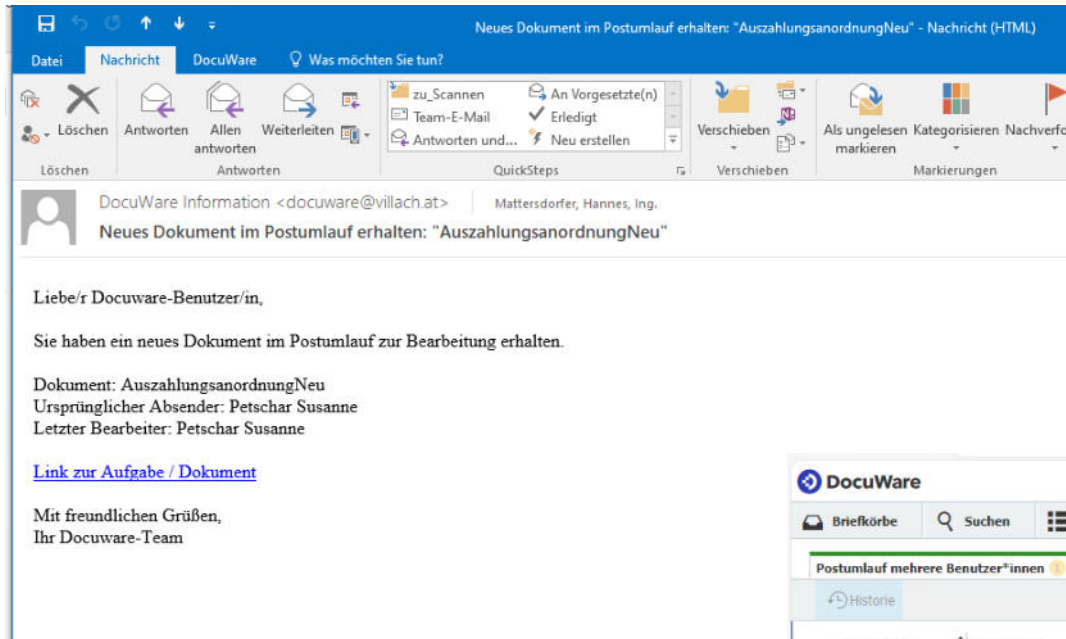 Neues Dokument im Postumlauf erhalten: "AuszahlungsanordnungNeu" - Nachricht (HTML)
Datei Nachricht DocuWare Was möchten Sie tun?
Löschen
Antworten
Allen antworten
Weiterleiten
zu_Scannen An Vorgesetzte(n)
Team-E-Mail Erledigt
Antworten und... Neu erstellen
Verschieben
Als ungelesen markieren
Kategorisieren
Nachverfo
Löschen Antworten QuickSteps Verschieben Markierungen
DocuWare Information <docuware@villach.at> Mattersdorfer, Hannes, Ing.
Neues Dokument im Postumlauf erhalten: "AuszahlungsanordnungNeu"
Liebe/r Docuware-Benutzer/in,
Sie haben ein neues Dokument im Postumlauf zur Bearbeitung erhalten.
Dokument: AuszahlungsanordnungNeu
Ursprünglicher Absender: Petschar Susanne
Letzter Bearbeiter: Petschar Susanne
Link zur Aufgabe / Dokument
Mit freundlichen Grüßen,
Ihr Docuware-Team
DocuWare
Briefkörbe Suchen
Postumlauf mehrere Benutzer*innen 1
Historie